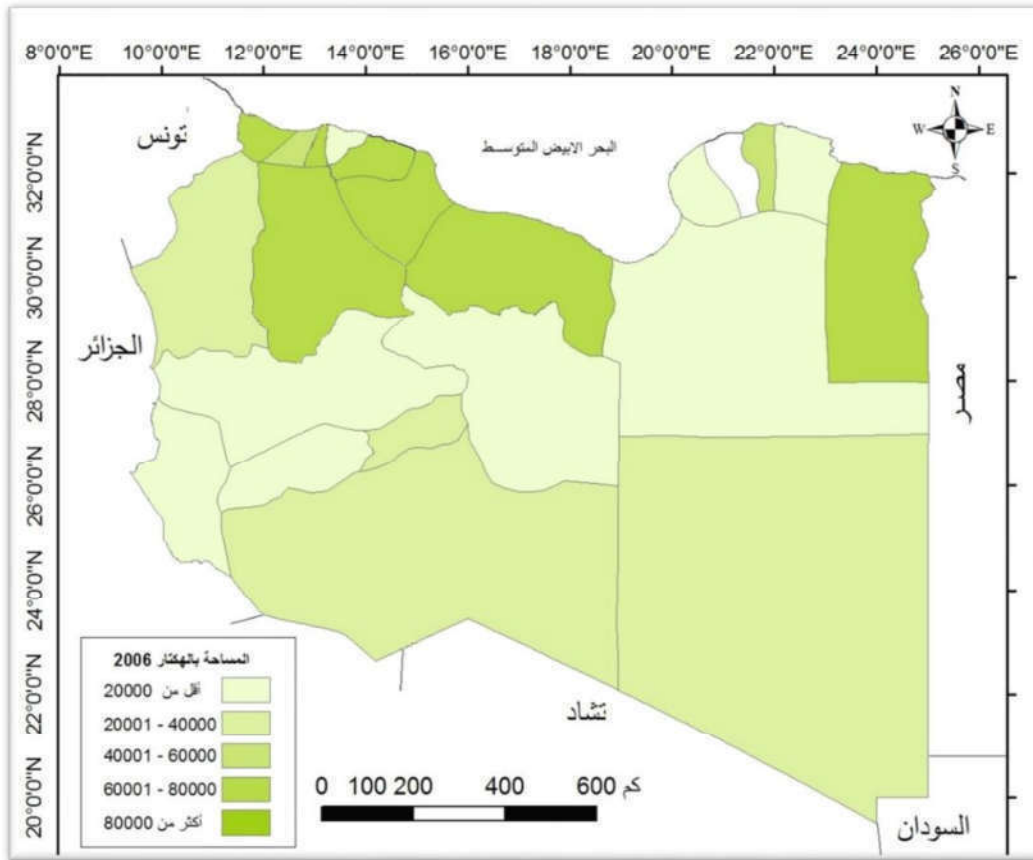 8°0'0"E 10°0'0"E 12°0'0"E 14°0'0"E 16°0'0"E 18°0'0"E 20°0'0"E 22°0'0"E 24°0'0"E 26°0'0"E
N
W E
S
تونس
البحر الابيض المتوسط
32°0'0"N
30°0'0"N
الجزائر
28°0'0"N
مصر
26°0'0"N
24°0'0"N
22°0'0"N
20°0'0"N
المساحة بالهكتار 2006
أقل من 20000
20001 - 40000
40001 - 60000
60001 - 80000
أكثر من 80000
تشاد
0 100 200 400 600 كم
السودان